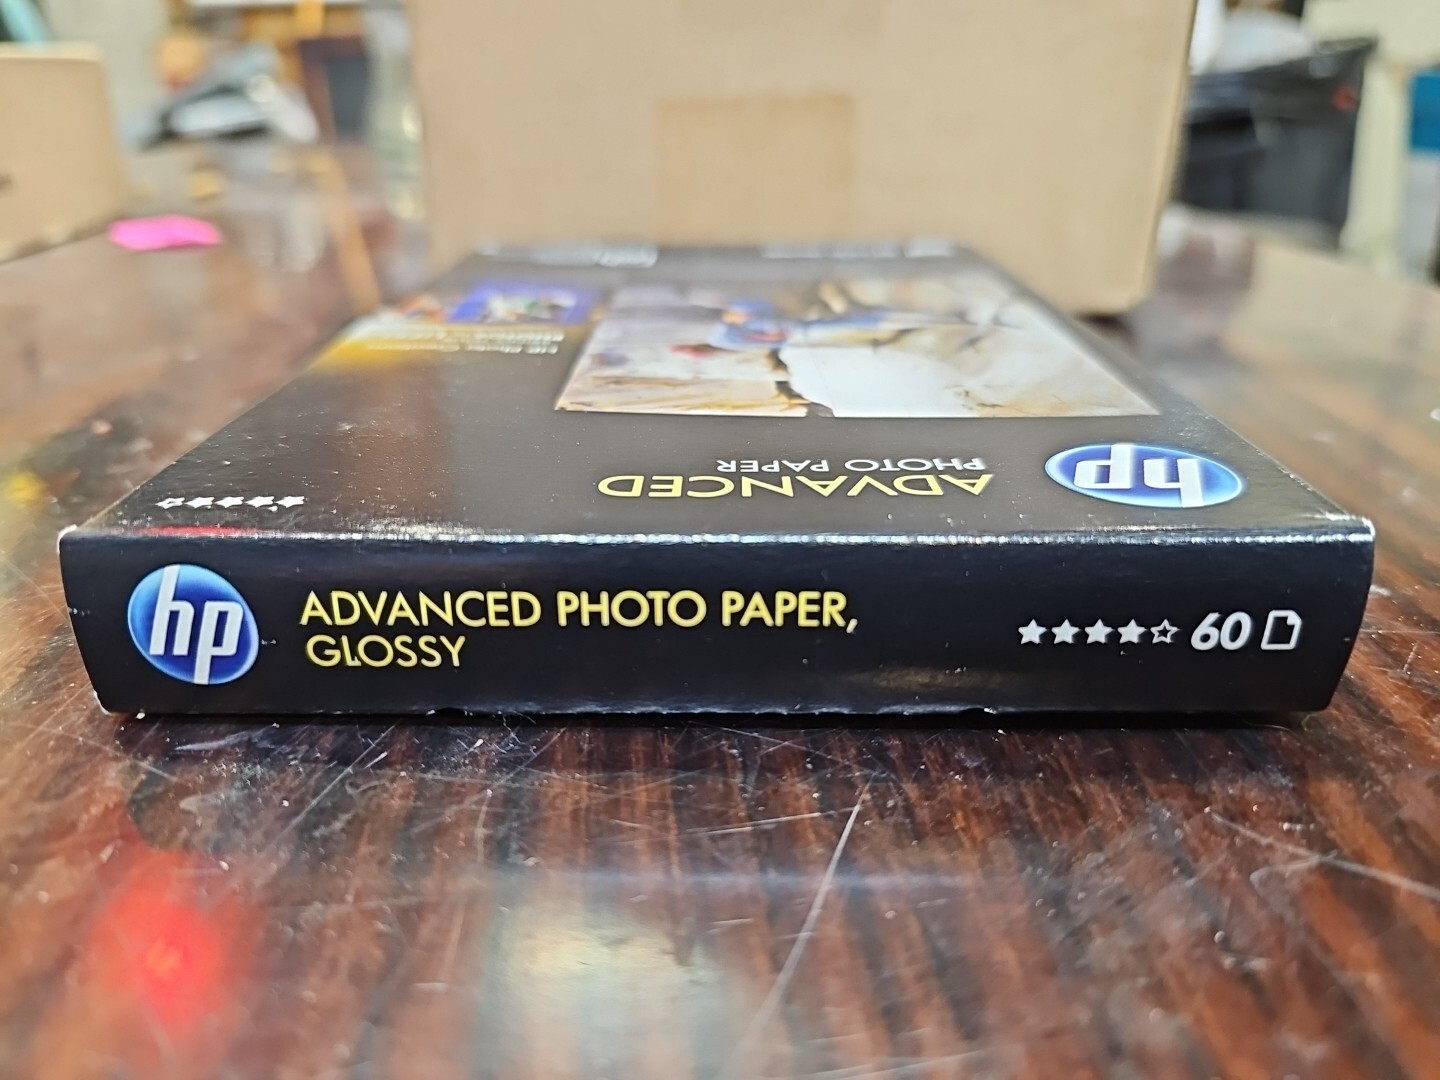 ADVANCED
PHOTO PAPER
hp
hp
ADVANCED PHOTO PAPER,
GLOSSY
60